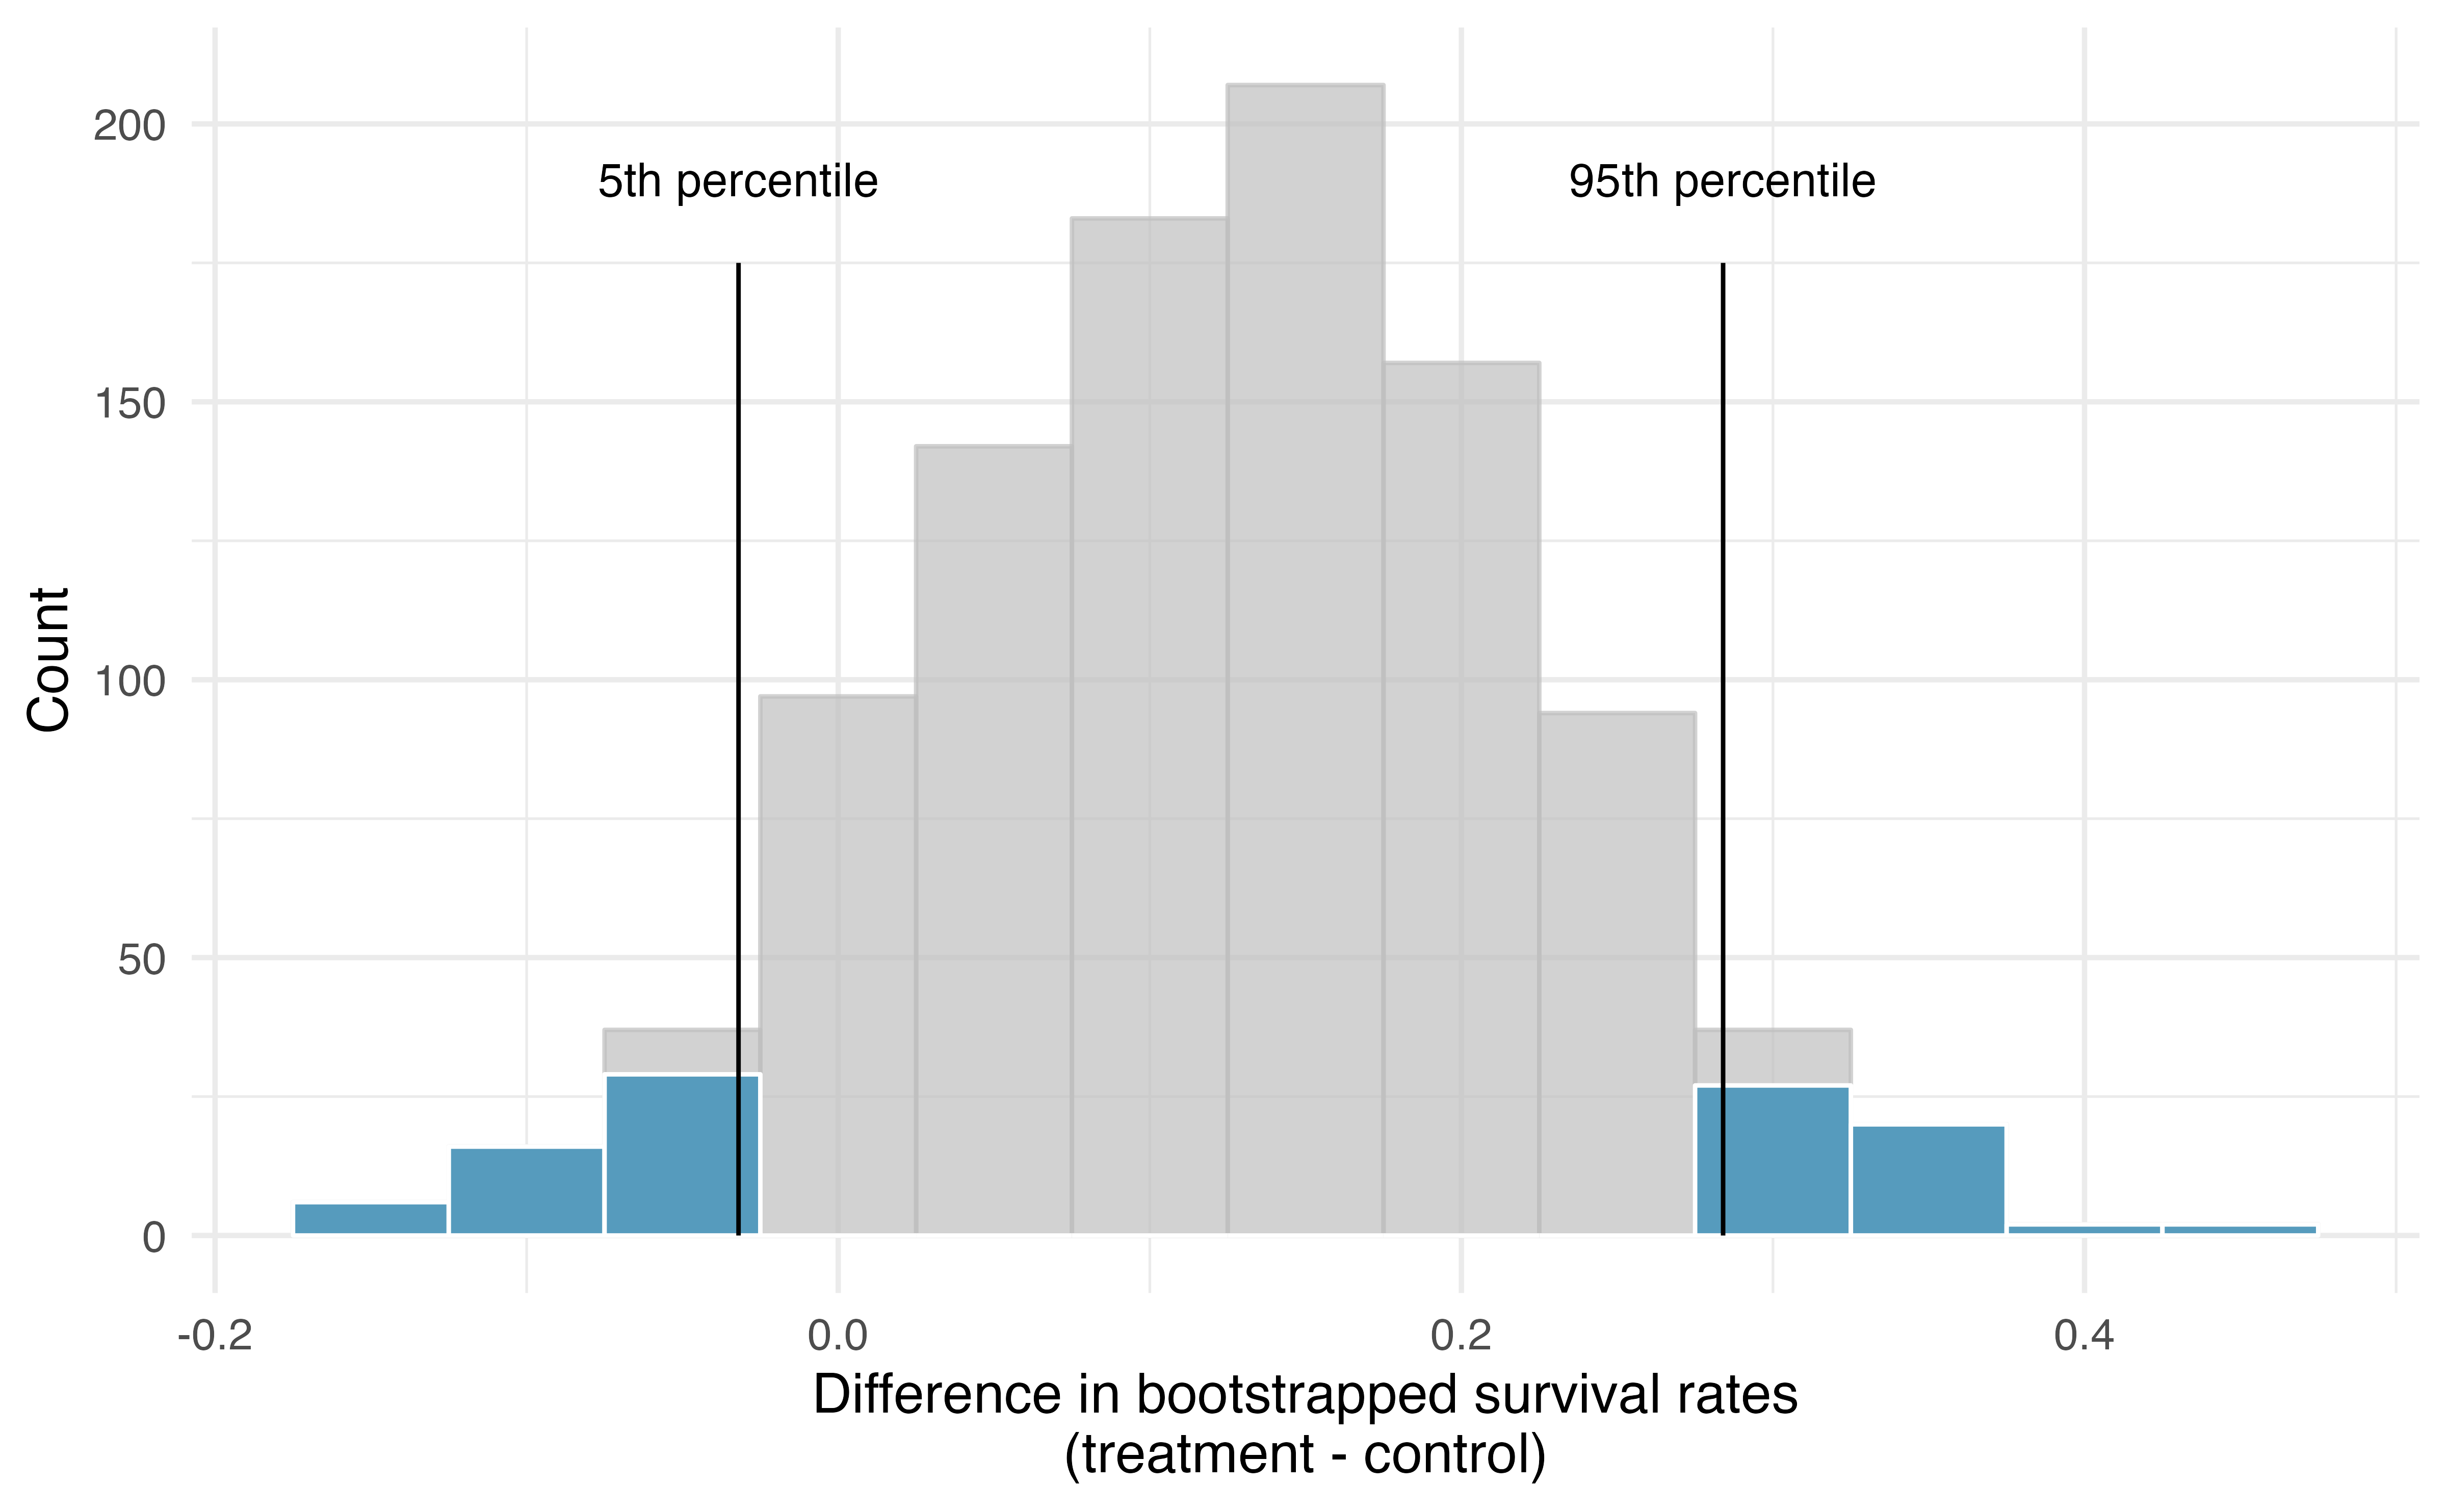 200
150
100
50
0
Count
5th percentile
95th percentile
-0.2
0.0
0.2
0.4
Difference in bootstrapped survival rates
(treatment - control)